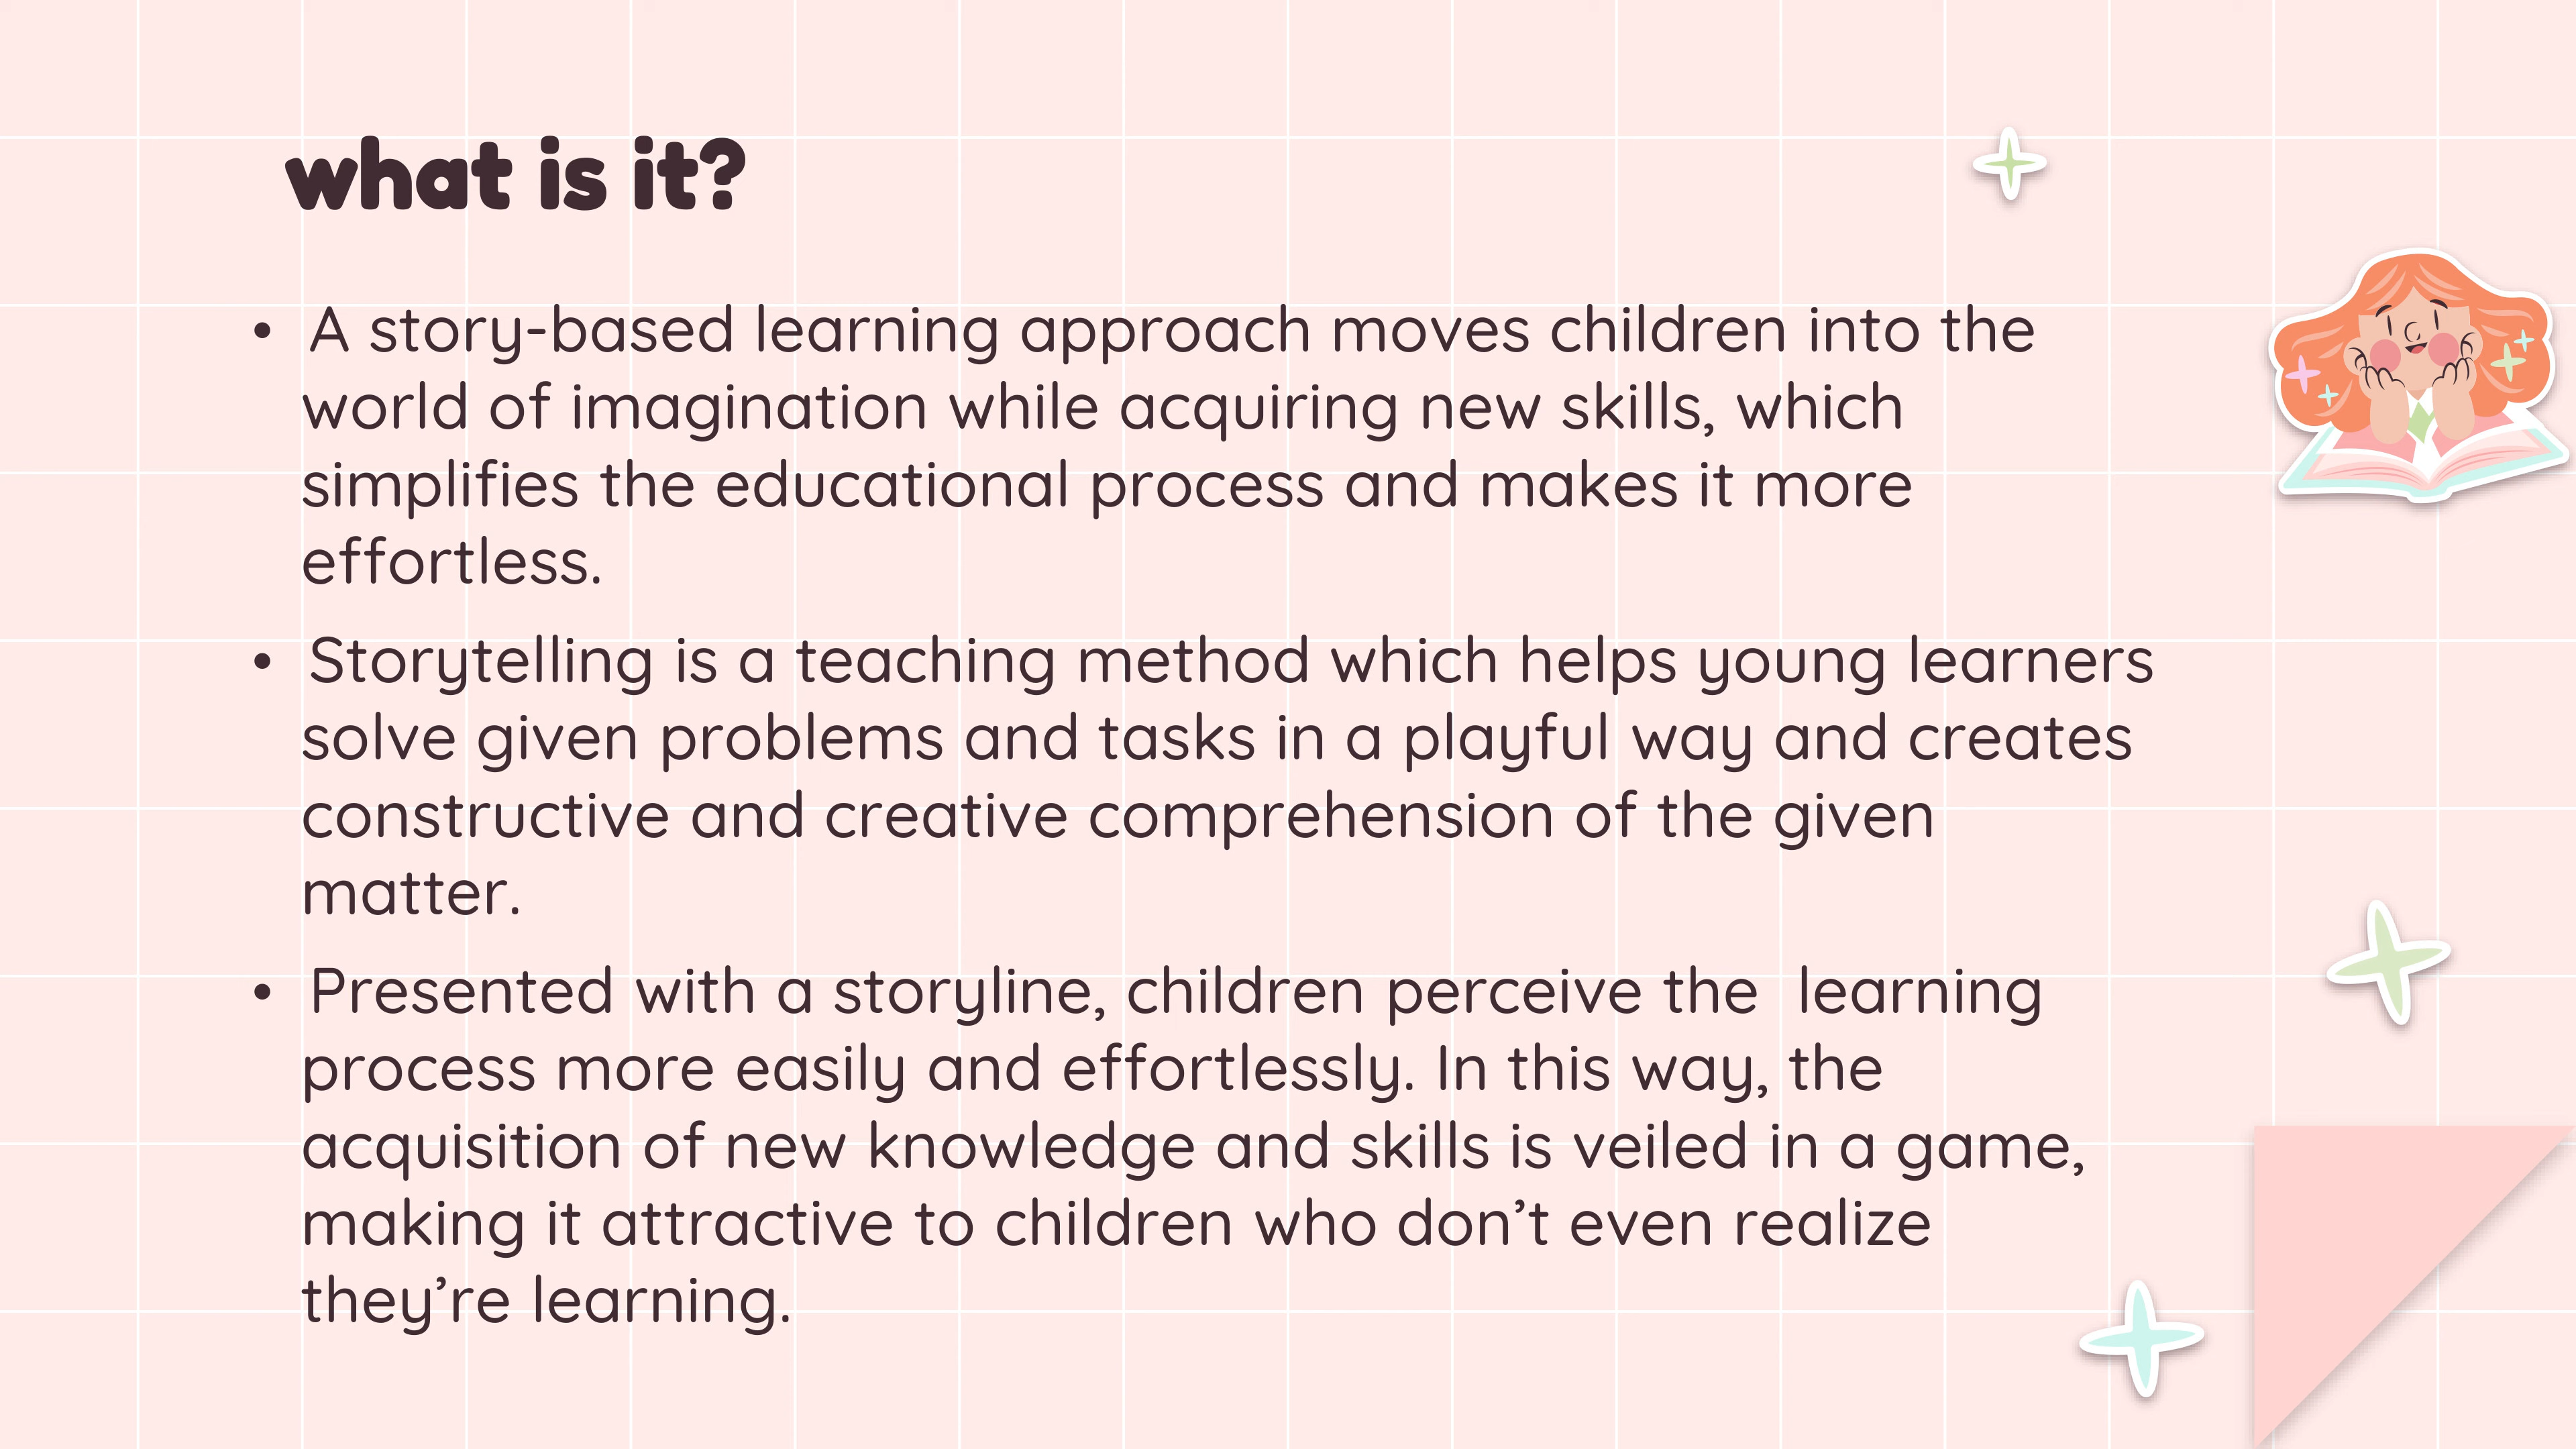 what is it?
• A story-based learning approach moves children into the
world of imagination while acquiring new skills, which
simplifies the educational process and makes it more
effortless.
• Storytelling is a teaching method which helps young learners
solve given problems and tasks in a playful way and creates
constructive and creative comprehension of the given
matter.
• Presented with a storyline, children perceive the  learning
process more easily and effortlessly. In this way, the
acquisition of new knowledge and skills is veiled in a game,
making it attractive to children who don’t even realize
they’re learning.